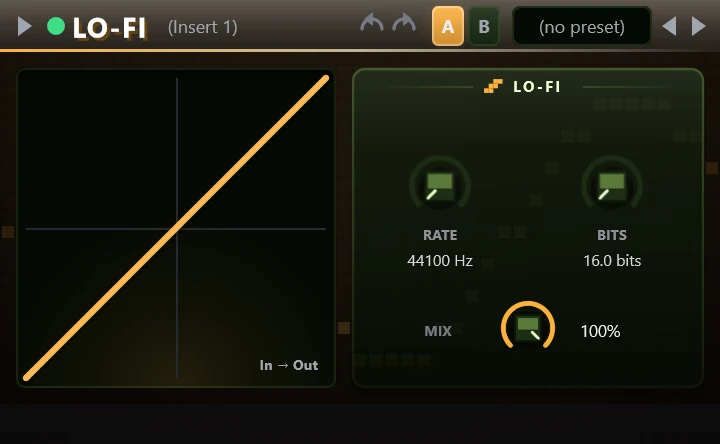 LO-FI (Insert 1) A B (no preset)
LO-FI
RATE BITS
44100 Hz 16.0 bits
MIX 100%
In → Out